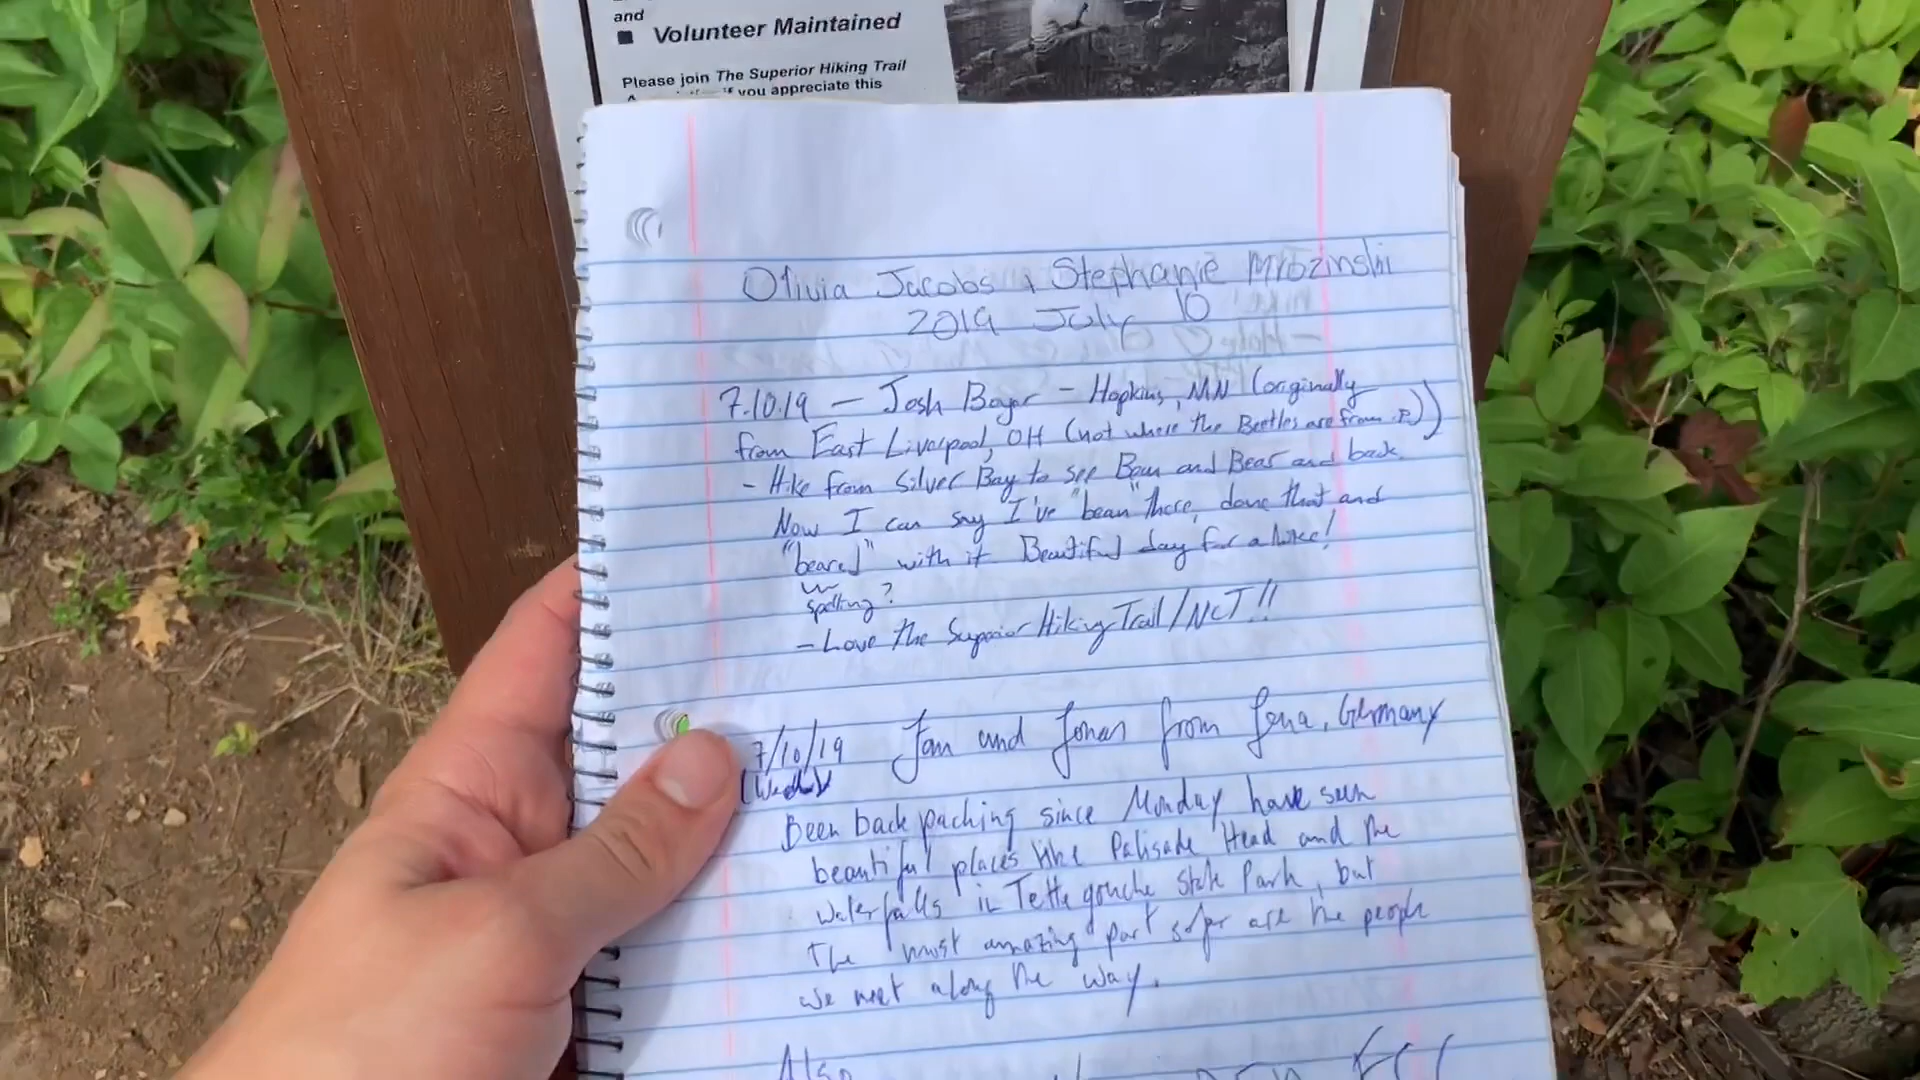 and
■ Volunteer Maintained
Please join The Superior Hiking Trail
if you appreciate this
Olivia Jacobs & Stephanie Mrozinski
2019 July 10
7.10.19 — Josh Boyer – Hopkins, MN (originally
from East Liverpool, OH (not where the Beetles are from :P))
- Hike from Silver Bay to see Bean and Bear and back.
Now I can say I've "bean" there, done that and
"beared" with it Beautiful day for a hike!
spelling?
- Love the Superior Hiking Trail/NCT!!
7/10/19 Jan and Jonas from Jena, Germany
Been backpacking since Monday have seen
beautiful places like Palisade Head and the
waterfalls in Tettegouche State Park, but
The most amazing part sofar are the people
we met along the way.
Also